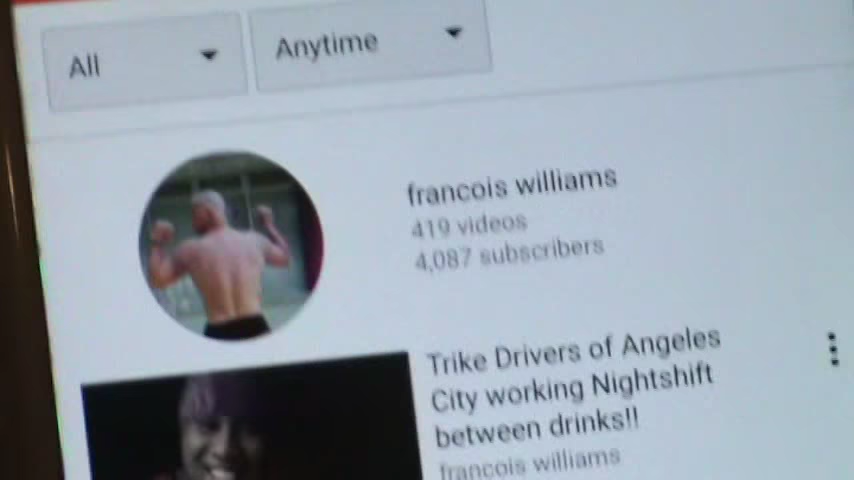 All
Anytime
francois williams
419 videos
4,087 subscribers
Trike Drivers of Angeles
City working Nightshift
between drinks!!
francois williams